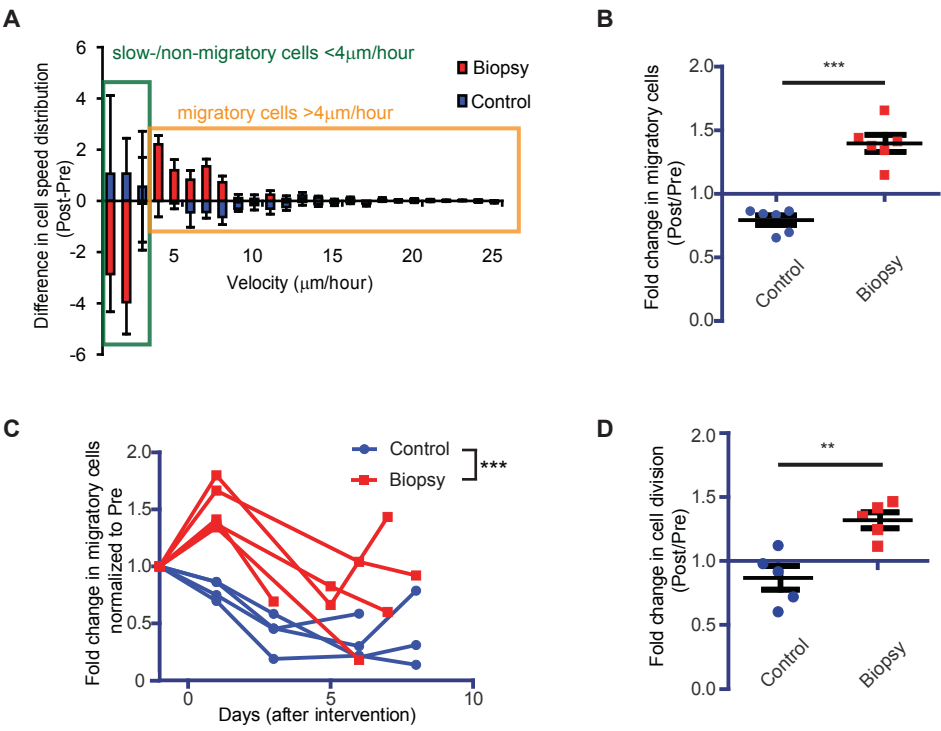 A
Difference in cell speed distribution
(Post-Pre)
6
4
2
0
-2
-4
-6
slow-/non-migratory cells <4μm/hour
migratory cells >4μm/hour
Biopsy
Control
5
10
15
20
25
Velocity (μm/hour)
B
Fold change in migratory cells
(Post/Pre)
2.0
1.5
1.0
0.5
0.0
***
Control
Biopsy
C
Fold change in migratory cells
normalized to Pre
2.0
1.0
0.5
0
Control
Biopsy
***
0
5
10
Days (after intervention)
D
Fold change in cell division
(Post/Pre)
2.0
1.5
1.0
0.5
0.0
**
Control
Biopsy